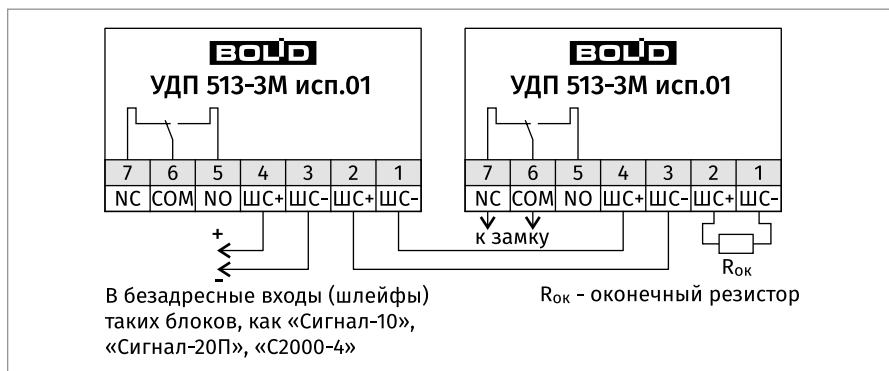 BOLID BOLID
УДП 513-3М исп.01 УДП 513-3М исп.01
7 6 5 4 3 2 1 7 6 5 4 3 2 1
NC COM NO ШС+ ШС- ШС+ ШС- NC COM NO ШС+ ШС- ШС+ ШС-
+ к замку
- Rок
В безадресные входы (шлейфы) Rок - оконечный резистор
таких блоков, как «Сигнал-10»,
«Сигнал-20П», «С2000-4»